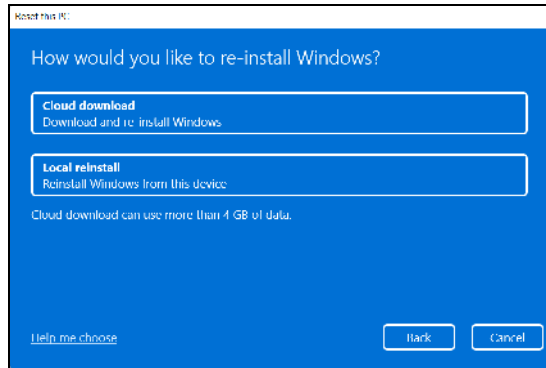 Reset this PC
How would you like to re-install Windows?
Cloud download
Download and re-install Windows
Local reinstall
Reinstall Windows from this device
Cloud download can use more than 4 GB of data.
Help me choose
Back
Cancel